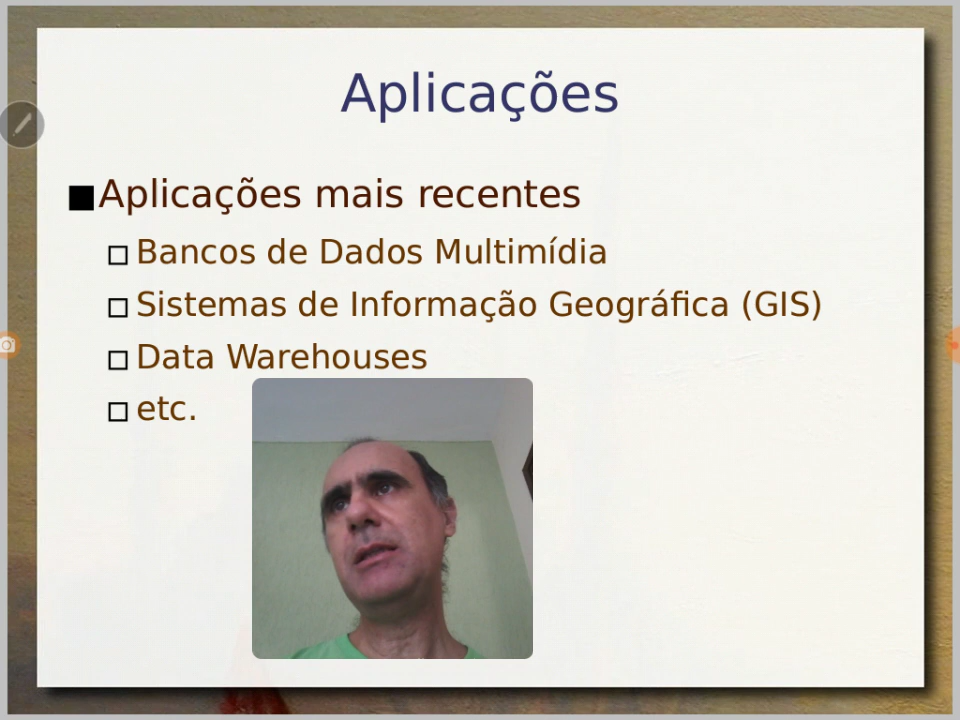 Aplicações
Aplicações mais recentes
Bancos de Dados Multimídia
Sistemas de Informação Geográfica (GIS)
Data Warehouses
etc.